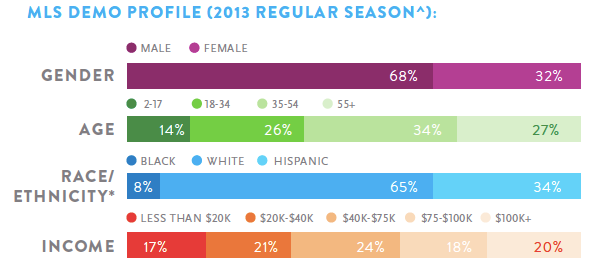 MLS DEMO PROFILE (2013 REGULAR SEASON^):
MALE FEMALE
GENDER 68% 32%
2-17 18-34 35-54 55+
AGE 14% 26% 34% 27%
BLACK WHITE HISPANIC
RACE/
ETHNICITY* 8% 65% 34%
LESS THAN $20K $20K-$40K $40K-$75K $75-$100K $100K+
INCOME 17% 21% 24% 18% 20%